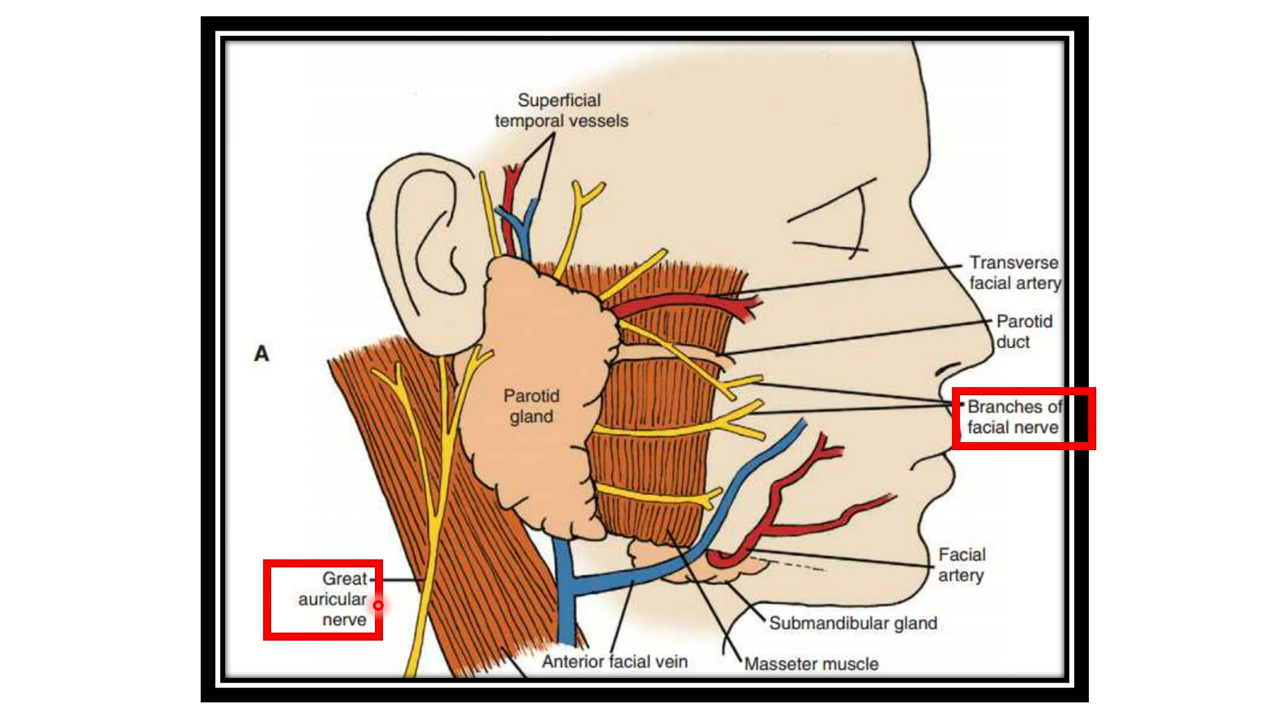 Superficial
temporal vessels
Transverse
facial artery
Parotid
duct
A
Parotid
gland
Branches of
facial nerve
Great
auricular
nerve
Facial
artery
Submandibular gland
Anterior facial vein
Masseter muscle